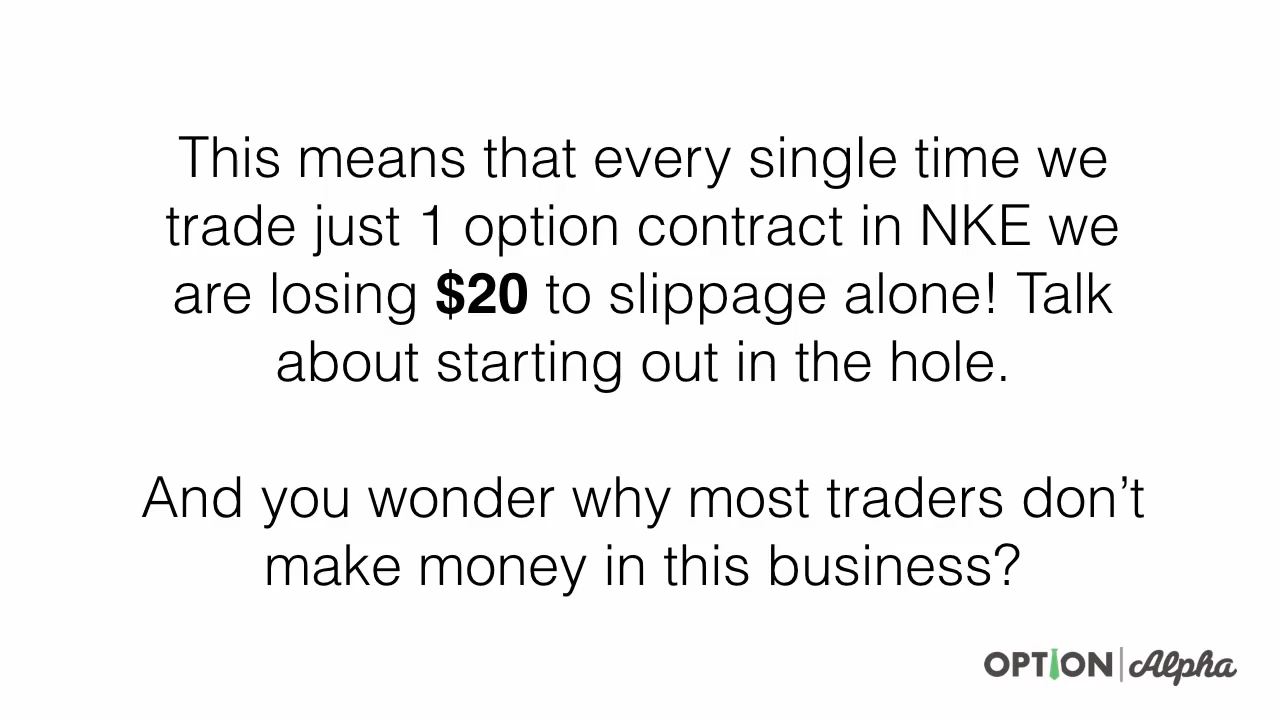 This means that every single time we
trade just 1 option contract in NKE we
are losing $20 to slippage alone! Talk
about starting out in the hole.
And you wonder why most traders don’t
make money in this business?
OPTION | Alpha